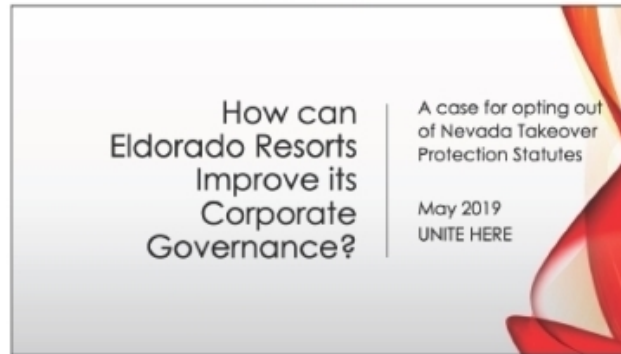 How can
Eldorado Resorts
Improve its
Corporate
Governance?
A case for opting out
of Nevada Takeover
Protection Statutes
May 2019
UNITE HERE